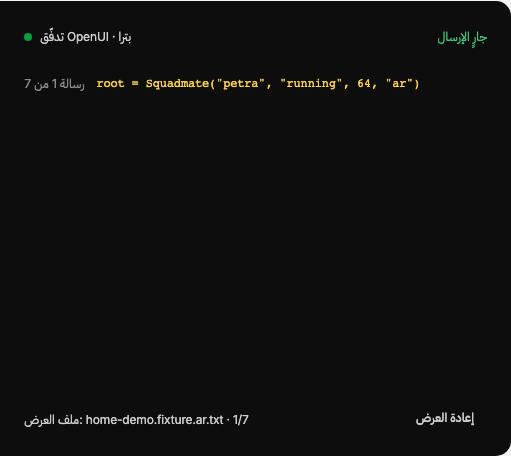 بترا · OpenUI تدفّق
جارٍ الإرسال
رسالة 1 من 7
root = Squadmate("petra", "running", 64, "ar")
ملف العرض: home-demo.fixture.ar.txt · 1/7
إعادة العرض